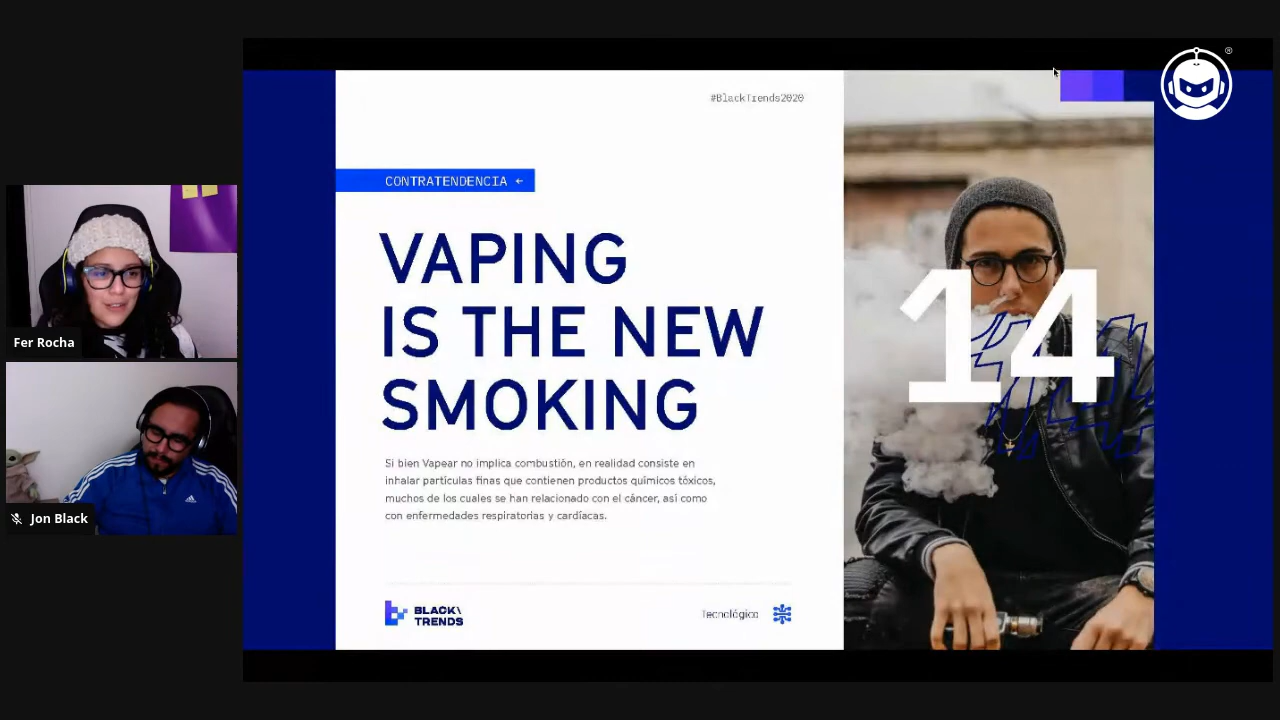 #BlackTrends2020
CONTRATENDENCIA ←
VAPING
IS THE NEW
SMOKING
Si bien Vapear no implica combustión, en realidad consiste en
inhalar partículas finas que contienen productos químicos tóxicos,
muchos de los cuales se han relacionado con el cáncer, así como
con enfermedades respiratorias y cardíacas.
BLACK\
TRENDS
Tecnológico
14
®
Fer Rocha
Jon Black
adidas